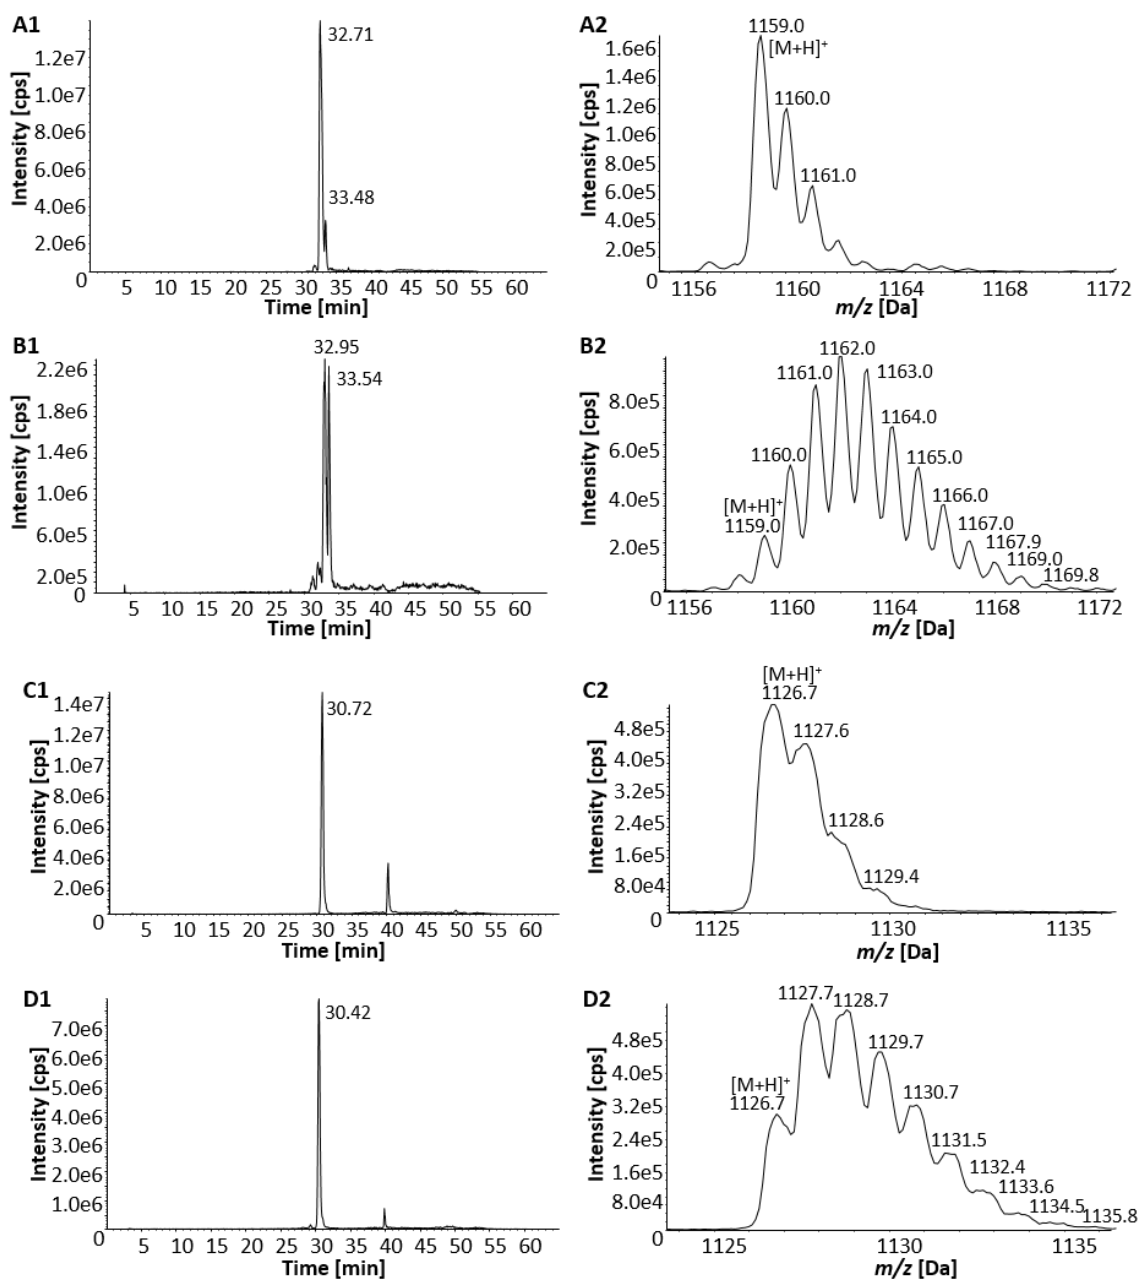 A1
32.71
33.48
1.2e7
1.0e7
8.0e6
6.0e6
4.0e6
2.0e6
0
Intensity [cps]
5 10 15 20 25 30 35 40 45 50 55 60
Time [min]
A2
1159.0
[M+H]+
1160.0
1161.0
1.6e6
1.4e6
1.2e6
1.0e6
8.0e5
6.0e5
4.0e5
2.0e5
0
Intensity [cps]
1156 1160 1164 1168 1172
m/z [Da]
B1
32.95
33.54
2.2e6
1.8e6
1.4e6
1.0e6
6.0e5
2.0e5
0
Intensity [cps]
5 10 15 20 25 30 35 40 45 50 55 60
Time [min]
B2
1162.0
1161.0
1163.0
1164.0
1160.0
1165.0
[M+H]+
1159.0
1166.0
1167.0
1167.9
1169.0
1169.8
8.0e5
6.0e5
4.0e5
2.0e5
0
Intensity [cps]
1156 1160 1164 1168 1172
m/z [Da]
C1
30.72
1.4e7
1.2e7
1.0e7
8.0e6
6.0e6
4.0e6
2.0e6
0
Intensity [cps]
5 10 15 20 25 30 35 40 45 50 55 60
Time [min]
C2
[M+H]+
1126.7
1127.6
1128.6
1129.4
4.8e5
4.0e5
3.2e5
2.4e5
1.6e5
8.0e4
0
Intensity [cps]
1125 1130 1135
m/z [Da]
D1
30.42
7.0e6
6.0e6
5.0e6
4.0e6
3.0e6
2.0e6
1.0e6
0
Intensity [cps]
5 10 15 20 25 30 35 40 45 50 55 60
Time [min]
D2
1127.7
1128.7
1129.7
[M+H]+
1126.7
1130.7
1131.5
1132.4
1133.6
1134.5
1135.8
4.8e5
4.0e5
3.2e5
2.4e5
1.6e5
8.0e4
0
Intensity [cps]
1125 1130 1135
m/z [Da]